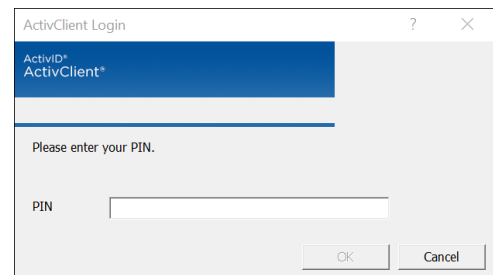 ActivClient Login
ActivID®
ActivClient®
Please enter your PIN.
PIN
OK Cancel